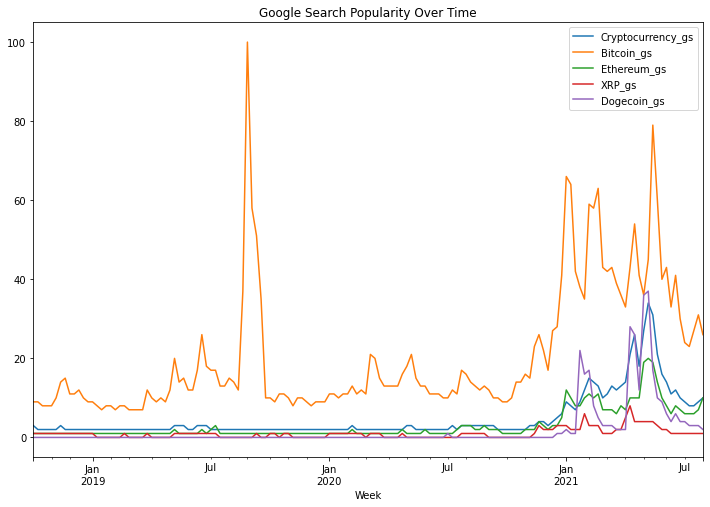 Google Search Popularity Over Time
100
80
60
40
20
0
Cryptocurrency_gs
Bitcoin_gs
Ethereum_gs
XRP_gs
Dogecoin_gs
Jan
2019
Jul
Jan
2020
Jul
Jan
2021
Jul
Week